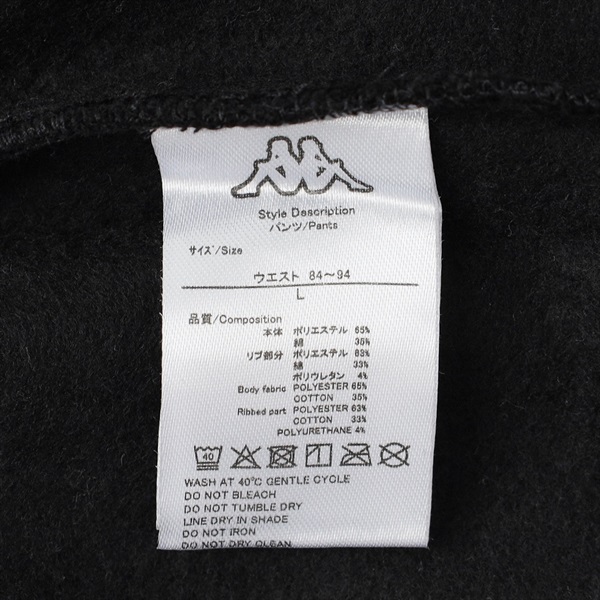 Style Description
パンツ/Pants
サイズ/Size
ウエスト 84〜94
L
品質/Composition
本体 ポリエステル 65%
綿 35%
リブ部分 ポリエステル 63%
綿 33%
ポリウレタン 4%
Body fabric POLYESTER 65%
COTTON 35%
Ribbed part POLYESTER 63%
COTTON 33%
POLYURETHANE 4%
40
WASH AT 40℃ GENTLE CYCLE
DO NOT BLEACH
DO NOT TUMBLE DRY
LINE DRY IN SHADE
DO NOT IRON
DO NOT DRY CLEAN